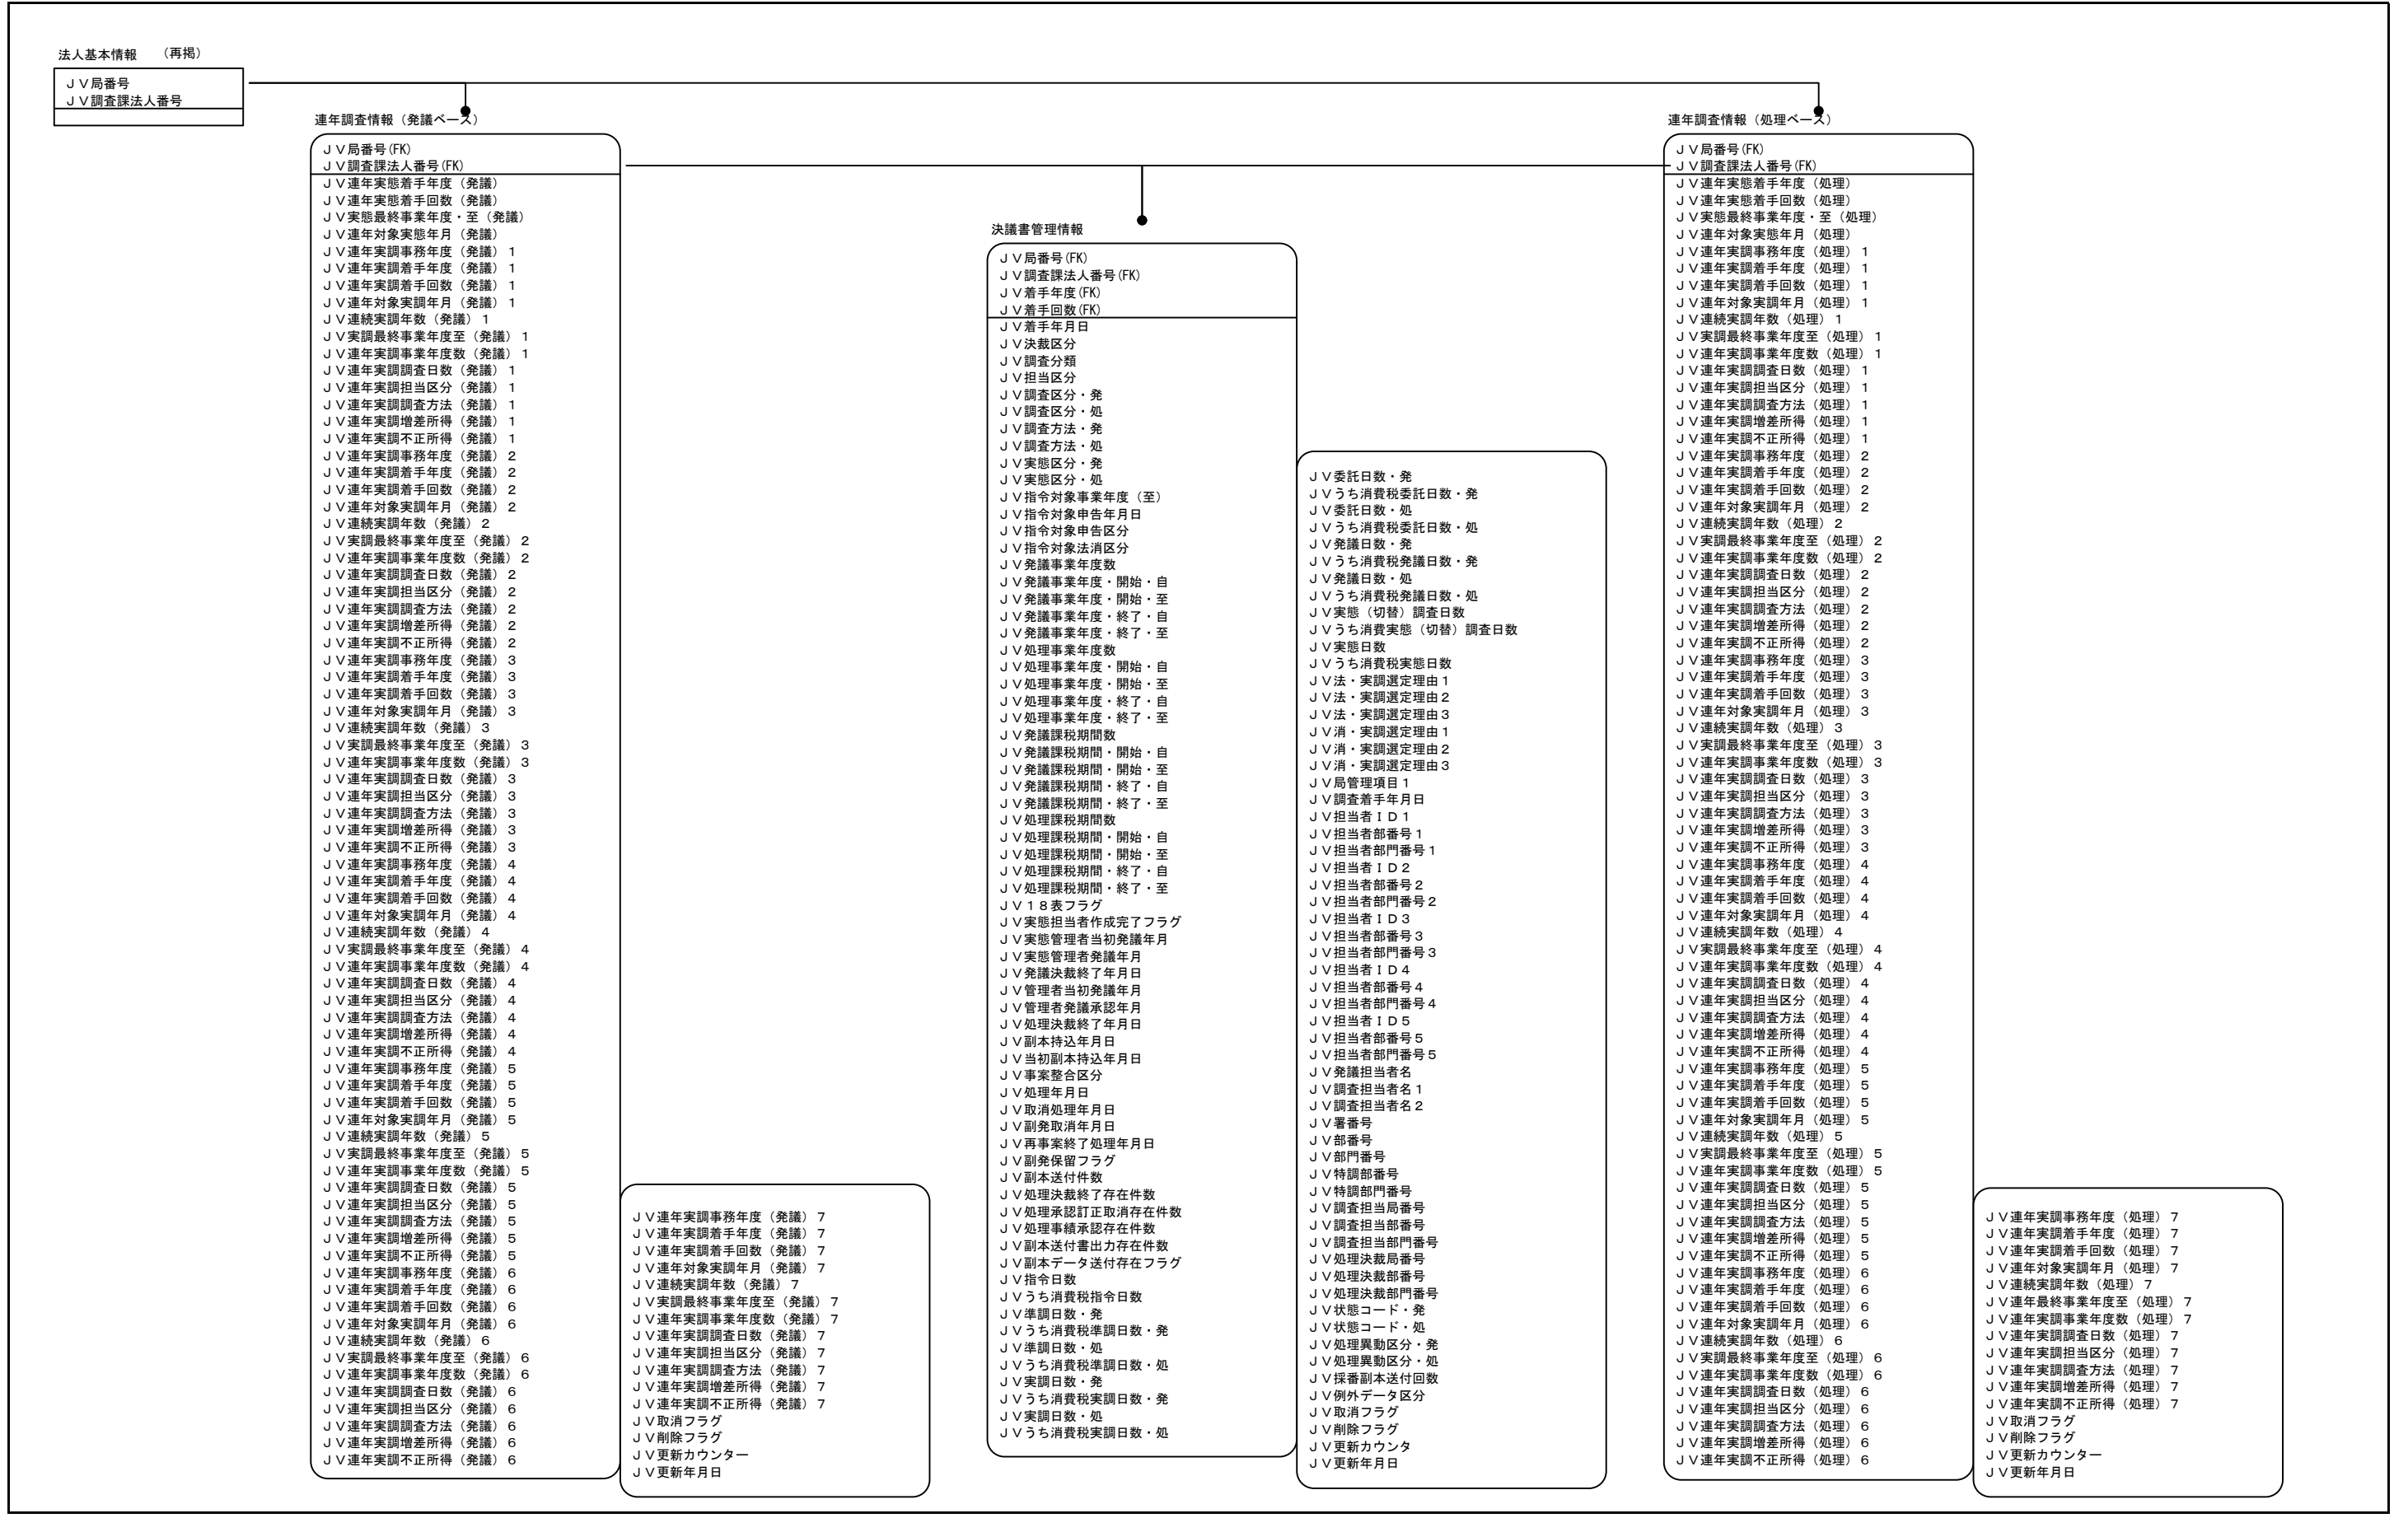 法人基本情報　（再掲）
ＪＶ局番号
ＪＶ調査課法人番号
連年調査情報（発議ベース）
ＪＶ局番号(FK)
ＪＶ調査課法人番号(FK)
ＪＶ連年実態着手年度（発議）
ＪＶ連年実態着手回数（発議）
ＪＶ実態最終事業年度・至（発議）
ＪＶ連年対象実態年月（発議）
ＪＶ連年実調事務年度（発議）１
ＪＶ連年実調着手年度（発議）１
ＪＶ連年実調着手回数（発議）１
ＪＶ連年対象実調年月（発議）１
ＪＶ連続実調年数（発議）１
ＪＶ実調最終事業年度至（発議）１
ＪＶ連年実調事業年度数（発議）１
ＪＶ連年実調調査日数（発議）１
ＪＶ連年実調担当区分（発議）１
ＪＶ連年実調調査方法（発議）１
ＪＶ連年実調増差所得（発議）１
ＪＶ連年実調不正所得（発議）１
ＪＶ連年実調事務年度（発議）２
ＪＶ連年実調着手年度（発議）２
ＪＶ連年実調着手回数（発議）２
ＪＶ連年対象実調年月（発議）２
ＪＶ連続実調年数（発議）２
ＪＶ実調最終事業年度至（発議）２
ＪＶ連年実調事業年度数（発議）２
ＪＶ連年実調調査日数（発議）２
ＪＶ連年実調担当区分（発議）２
ＪＶ連年実調調査方法（発議）２
ＪＶ連年実調増差所得（発議）２
ＪＶ連年実調不正所得（発議）２
ＪＶ連年実調事務年度（発議）３
ＪＶ連年実調着手年度（発議）３
ＪＶ連年実調着手回数（発議）３
ＪＶ連年対象実調年月（発議）３
ＪＶ連続実調年数（発議）３
ＪＶ実調最終事業年度至（発議）３
ＪＶ連年実調事業年度数（発議）３
ＪＶ連年実調調査日数（発議）３
ＪＶ連年実調担当区分（発議）３
ＪＶ連年実調調査方法（発議）３
ＪＶ連年実調増差所得（発議）３
ＪＶ連年実調不正所得（発議）３
ＪＶ連年実調事務年度（発議）４
ＪＶ連年実調着手年度（発議）４
ＪＶ連年実調着手回数（発議）４
ＪＶ連年対象実調年月（発議）４
ＪＶ連続実調年数（発議）４
ＪＶ実調最終事業年度至（発議）４
ＪＶ連年実調事業年度数（発議）４
ＪＶ連年実調調査日数（発議）４
ＪＶ連年実調担当区分（発議）４
ＪＶ連年実調調査方法（発議）４
ＪＶ連年実調増差所得（発議）４
ＪＶ連年実調不正所得（発議）４
ＪＶ連年実調事務年度（発議）５
ＪＶ連年実調着手年度（発議）５
ＪＶ連年実調着手回数（発議）５
ＪＶ連年対象実調年月（発議）５
ＪＶ連続実調年数（発議）５
ＪＶ実調最終事業年度至（発議）５
ＪＶ連年実調事業年度数（発議）５
ＪＶ連年実調調査日数（発議）５
ＪＶ連年実調担当区分（発議）５
ＪＶ連年実調調査方法（発議）５
ＪＶ連年実調増差所得（発議）５
ＪＶ連年実調不正所得（発議）５
ＪＶ連年実調事務年度（発議）６
ＪＶ連年実調着手年度（発議）６
ＪＶ連年実調着手回数（発議）６
ＪＶ連年対象実調年月（発議）６
ＪＶ連続実調年数（発議）６
ＪＶ実調最終事業年度至（発議）６
ＪＶ連年実調事業年度数（発議）６
ＪＶ連年実調調査日数（発議）６
ＪＶ連年実調担当区分（発議）６
ＪＶ連年実調調査方法（発議）６
ＪＶ連年実調増差所得（発議）６
ＪＶ連年実調不正所得（発議）６
ＪＶ連年実調事務年度（発議）７
ＪＶ連年実調着手年度（発議）７
ＪＶ連年実調着手回数（発議）７
ＪＶ連年対象実調年月（発議）７
ＪＶ連続実調年数（発議）７
ＪＶ実調最終事業年度至（発議）７
ＪＶ連年実調事業年度数（発議）７
ＪＶ連年実調調査日数（発議）７
ＪＶ連年実調担当区分（発議）７
ＪＶ連年実調調査方法（発議）７
ＪＶ連年実調増差所得（発議）７
ＪＶ連年実調不正所得（発議）７
ＪＶ取消フラグ
ＪＶ削除フラグ
ＪＶ更新カウンター
ＪＶ更新年月日
決議書管理情報
ＪＶ局番号(FK)
ＪＶ調査課法人番号(FK)
ＪＶ着手年度(FK)
ＪＶ着手回数(FK)
ＪＶ着手年月日
ＪＶ決裁区分
ＪＶ調査分類
ＪＶ担当区分
ＪＶ調査区分・発
ＪＶ調査区分・処
ＪＶ調査方法・発
ＪＶ調査方法・処
ＪＶ実態区分・発
ＪＶ実態区分・処
ＪＶ指令対象事業年度（至）
ＪＶ指令対象申告年月日
ＪＶ指令対象申告区分
ＪＶ指令対象法消区分
ＪＶ発議事業年度数
ＪＶ発議事業年度・開始・自
ＪＶ発議事業年度・開始・至
ＪＶ発議事業年度・終了・自
ＪＶ発議事業年度・終了・至
ＪＶ処理事業年度数
ＪＶ処理事業年度・開始・自
ＪＶ処理事業年度・開始・至
ＪＶ処理事業年度・終了・自
ＪＶ処理事業年度・終了・至
ＪＶ発議課税期間数
ＪＶ発議課税期間・開始・自
ＪＶ発議課税期間・開始・至
ＪＶ発議課税期間・終了・自
ＪＶ発議課税期間・終了・至
ＪＶ処理課税期間数
ＪＶ処理課税期間・開始・自
ＪＶ処理課税期間・開始・至
ＪＶ処理課税期間・終了・自
ＪＶ処理課税期間・終了・至
ＪＶ１８表フラグ
ＪＶ実態担当者作成完了フラグ
ＪＶ実態管理者当初発議年月
ＪＶ実態管理者発議年月
ＪＶ発議決裁終了年月日
ＪＶ管理者当初発議年月
ＪＶ管理者発議承認年月
ＪＶ処理決裁終了年月日
ＪＶ副本持込年月日
ＪＶ当初副本持込年月日
ＪＶ事案整合区分
ＪＶ処理年月日
ＪＶ取消処理年月日
ＪＶ副発取消年月日
ＪＶ再事案終了処理年月日
ＪＶ副発保留フラグ
ＪＶ副本送付件数
ＪＶ処理決裁終了存在件数
ＪＶ処理承認訂正取消存在件数
ＪＶ処理事績承認存在件数
ＪＶ副本送付書出力存在件数
ＪＶ副本データ送付存在フラグ
ＪＶ指令日数
ＪＶうち消費税指令日数
ＪＶ準調日数・発
ＪＶうち消費税準調日数・発
ＪＶ準調日数・処
ＪＶうち消費税準調日数・処
ＪＶ実調日数・発
ＪＶうち消費税実調日数・発
ＪＶ実調日数・処
ＪＶうち消費税実調日数・処
ＪＶ委託日数・発
ＪＶうち消費税委託日数・発
ＪＶ委託日数・処
ＪＶうち消費税委託日数・処
ＪＶ発議日数・発
ＪＶうち消費税発議日数・発
ＪＶ発議日数・処
ＪＶうち消費税発議日数・処
ＪＶ実態（切替）調査日数
ＪＶうち消費実態（切替）調査日数
ＪＶ実態日数
ＪＶうち消費税実態日数
ＪＶ法・実調選定理由１
ＪＶ法・実調選定理由２
ＪＶ法・実調選定理由３
ＪＶ消・実調選定理由１
ＪＶ消・実調選定理由２
ＪＶ消・実調選定理由３
ＪＶ局管理項目１
ＪＶ調査着手年月日
ＪＶ担当者ＩＤ１
ＪＶ担当者部番号１
ＪＶ担当者部門番号１
ＪＶ担当者ＩＤ２
ＪＶ担当者部番号２
ＪＶ担当者部門番号２
ＪＶ担当者ＩＤ３
ＪＶ担当者部番号３
ＪＶ担当者部門番号３
ＪＶ担当者ＩＤ４
ＪＶ担当者部番号４
ＪＶ担当者部門番号４
ＪＶ担当者ＩＤ５
ＪＶ担当者部番号５
ＪＶ担当者部門番号５
ＪＶ発議担当者名
ＪＶ調査担当者名１
ＪＶ調査担当者名２
ＪＶ署番号
ＪＶ部番号
ＪＶ部門番号
ＪＶ特調部番号
ＪＶ特調部門番号
ＪＶ調査担当局番号
ＪＶ調査担当部番号
ＪＶ調査担当部門番号
ＪＶ処理決裁局番号
ＪＶ処理決裁部番号
ＪＶ処理決裁部門番号
ＪＶ状態コード・発
ＪＶ状態コード・処
ＪＶ処理異動区分・発
ＪＶ処理異動区分・処
ＪＶ採番副本送付回数
ＪＶ例外データ区分
ＪＶ取消フラグ
ＪＶ削除フラグ
ＪＶ更新カウンタ
ＪＶ更新年月日
連年調査情報（処理ベース）
ＪＶ局番号(FK)
ＪＶ調査課法人番号(FK)
ＪＶ連年実態着手年度（処理）
ＪＶ連年実態着手回数（処理）
ＪＶ実態最終事業年度・至（処理）
ＪＶ連年対象実態年月（処理）
ＪＶ連年実調事務年度（処理）１
ＪＶ連年実調着手年度（処理）１
ＪＶ連年実調着手回数（処理）１
ＪＶ連年対象実調年月（処理）１
ＪＶ連続実調年数（処理）１
ＪＶ実調最終事業年度至（処理）１
ＪＶ連年実調事業年度数（処理）１
ＪＶ連年実調調査日数（処理）１
ＪＶ連年実調担当区分（処理）１
ＪＶ連年実調調査方法（処理）１
ＪＶ連年実調増差所得（処理）１
ＪＶ連年実調不正所得（処理）１
ＪＶ連年実調事務年度（処理）２
ＪＶ連年実調着手年度（処理）２
ＪＶ連年実調着手回数（処理）２
ＪＶ連年対象実調年月（処理）２
ＪＶ連続実調年数（処理）２
ＪＶ実調最終事業年度至（処理）２
ＪＶ連年実調事業年度数（処理）２
ＪＶ連年実調調査日数（処理）２
ＪＶ連年実調担当区分（処理）２
ＪＶ連年実調調査方法（処理）２
ＪＶ連年実調増差所得（処理）２
ＪＶ連年実調不正所得（処理）２
ＪＶ連年実調事務年度（処理）３
ＪＶ連年実調着手年度（処理）３
ＪＶ連年実調着手回数（処理）３
ＪＶ連年対象実調年月（処理）３
ＪＶ連続実調年数（処理）３
ＪＶ実調最終事業年度至（処理）３
ＪＶ連年実調事業年度数（処理）３
ＪＶ連年実調調査日数（処理）３
ＪＶ連年実調担当区分（処理）３
ＪＶ連年実調調査方法（処理）３
ＪＶ連年実調増差所得（処理）３
ＪＶ連年実調不正所得（処理）３
ＪＶ連年実調事務年度（処理）４
ＪＶ連年実調着手年度（処理）４
ＪＶ連年実調着手回数（処理）４
ＪＶ連年対象実調年月（処理）４
ＪＶ連続実調年数（処理）４
ＪＶ実調最終事業年度至（処理）４
ＪＶ連年実調事業年度数（処理）４
ＪＶ連年実調調査日数（処理）４
ＪＶ連年実調担当区分（処理）４
ＪＶ連年実調調査方法（処理）４
ＪＶ連年実調増差所得（処理）４
ＪＶ連年実調不正所得（処理）４
ＪＶ連年実調事務年度（処理）５
ＪＶ連年実調着手年度（処理）５
ＪＶ連年実調着手回数（処理）５
ＪＶ連年対象実調年月（処理）５
ＪＶ連続実調年数（処理）５
ＪＶ実調最終事業年度至（処理）５
ＪＶ連年実調事業年度数（処理）５
ＪＶ連年実調調査日数（処理）５
ＪＶ連年実調担当区分（処理）５
ＪＶ連年実調調査方法（処理）５
ＪＶ連年実調増差所得（処理）５
ＪＶ連年実調不正所得（処理）５
ＪＶ連年実調事務年度（処理）６
ＪＶ連年実調着手年度（処理）６
ＪＶ連年実調着手回数（処理）６
ＪＶ連年対象実調年月（処理）６
ＪＶ連続実調年数（処理）６
ＪＶ実調最終事業年度至（処理）６
ＪＶ連年実調事業年度数（処理）６
ＪＶ連年実調調査日数（処理）６
ＪＶ連年実調担当区分（処理）６
ＪＶ連年実調調査方法（処理）６
ＪＶ連年実調増差所得（処理）６
ＪＶ連年実調不正所得（処理）６
ＪＶ連年実調事務年度（処理）７
ＪＶ連年実調着手年度（処理）７
ＪＶ連年実調着手回数（処理）７
ＪＶ連年対象実調年月（処理）７
ＪＶ連続実調年数（処理）７
ＪＶ連年最終事業年度至（処理）７
ＪＶ連年実調事業年度数（処理）７
ＪＶ連年実調調査日数（処理）７
ＪＶ連年実調担当区分（処理）７
ＪＶ連年実調調査方法（処理）７
ＪＶ連年実調増差所得（処理）７
ＪＶ連年実調不正所得（処理）７
ＪＶ取消フラグ
ＪＶ削除フラグ
ＪＶ更新カウンター
ＪＶ更新年月日